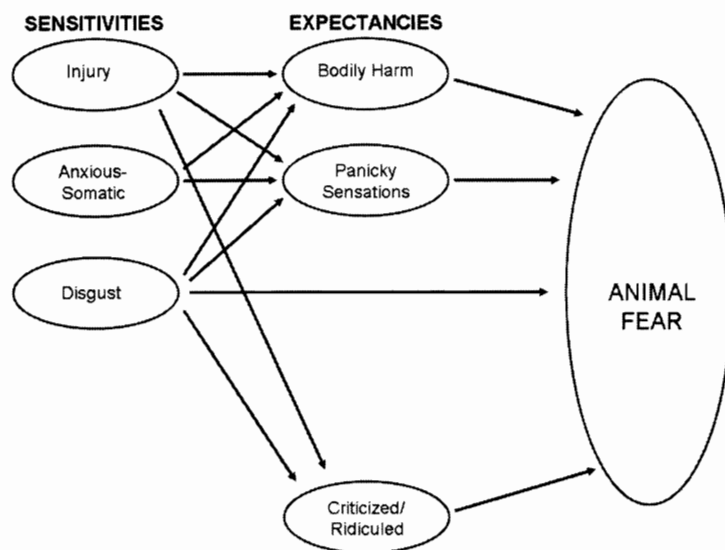 SENSITIVITIES
EXPECTANCIES
Injury
Bodily Harm
Anxious-
Somatic
Panicky
Sensations
Disgust
ANIMAL
FEAR
Criticized/
Ridiculed